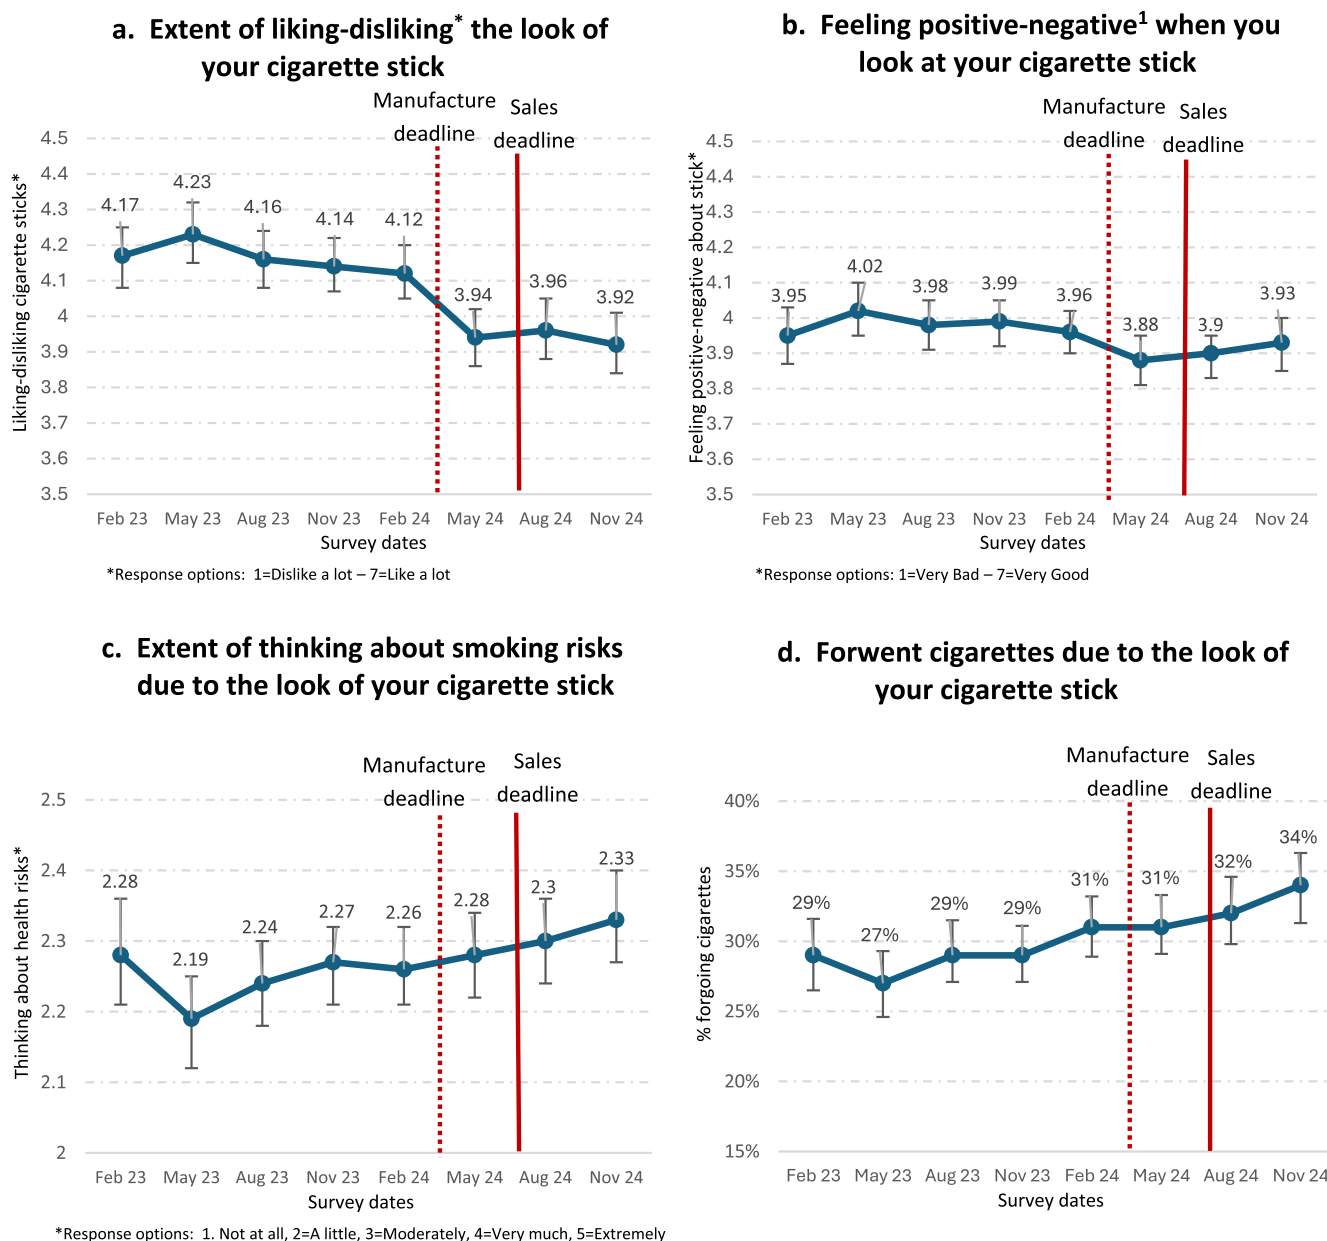 a. Extent of liking-disliking* the look of
your cigarette stick
Manufacture
deadline
Sales
deadline
Liking-disliking cigarette sticks*
4.5
4.4
4.3
4.2
4.1
4
3.9
3.8
3.7
3.6
3.5
4.17
4.23
4.16
4.14
4.12
3.94
3.96
3.92
Feb 23 May 23 Aug 23 Nov 23 Feb 24 May 24 Aug 24 Nov 24
Survey dates
*Response options: 1=Dislike a lot – 7=Like a lot
b. Feeling positive-negative¹ when you
look at your cigarette stick
Manufacture
deadline
Sales
deadline
Feeling positive-negative about stick*
4.5
4.4
4.3
4.2
4.1
4
3.9
3.8
3.7
3.6
3.5
3.95
4.02
3.98
3.99
3.96
3.88
3.9
3.93
Feb 23 May 23 Aug 23 Nov 23 Feb 24 May 24 Aug 24 Nov 24
Survey dates
*Response options: 1=Very Bad – 7=Very Good
c. Extent of thinking about smoking risks
due to the look of your cigarette stick
Manufacture
deadline
Sales
deadline
Thinking about health risks*
2.5
2.4
2.3
2.2
2.1
2
2.28
2.19
2.24
2.27
2.26
2.28
2.3
2.33
Feb 23 May 23 Aug 23 Nov 23 Feb 24 May 24 Aug 24 Nov 24
Survey dates
*Response options: 1. Not at all, 2=A little, 3=Moderately, 4=Very much, 5=Extremely
d. Forwent cigarettes due to the look of
your cigarette stick
Manufacture
deadline
Sales
deadline
% forgoing cigarettes
40%
35%
30%
25%
20%
15%
29%
27%
29%
29%
31%
31%
32%
34%
Feb 23 May 23 Aug 23 Nov 23 Feb 24 May 24 Aug 24 Nov 24
Survey dates